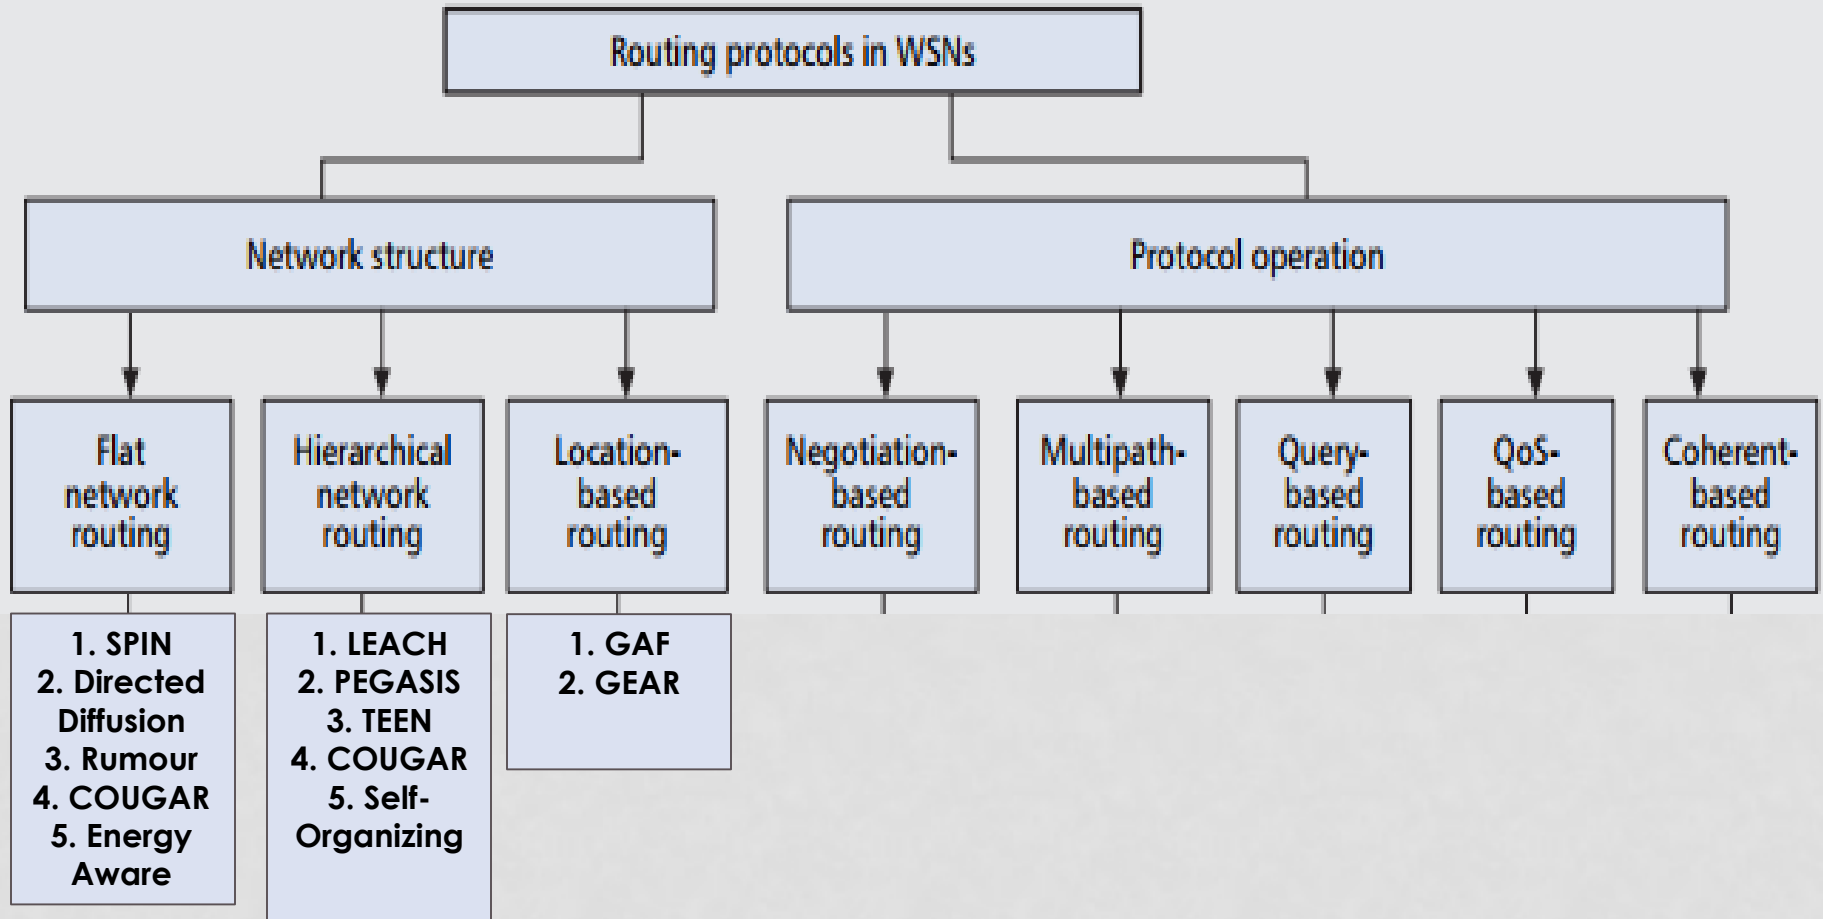 Routing protocols in WSNs
Network structure
Protocol operation
Flat
network
routing
Hierarchical
network
routing
Location-
based
routing
Negotiation-
based
routing
Multipath-
based
routing
Query-
based
routing
QoS-
based
routing
Coherent-
based
routing
1. SPIN
2. Directed
Diffusion
3. Rumour
4. COUGAR
5. Energy
Aware
1. LEACH
2. PEGASIS
3. TEEN
4. COUGAR
5. Self-
Organizing
1. GAF
2. GEAR